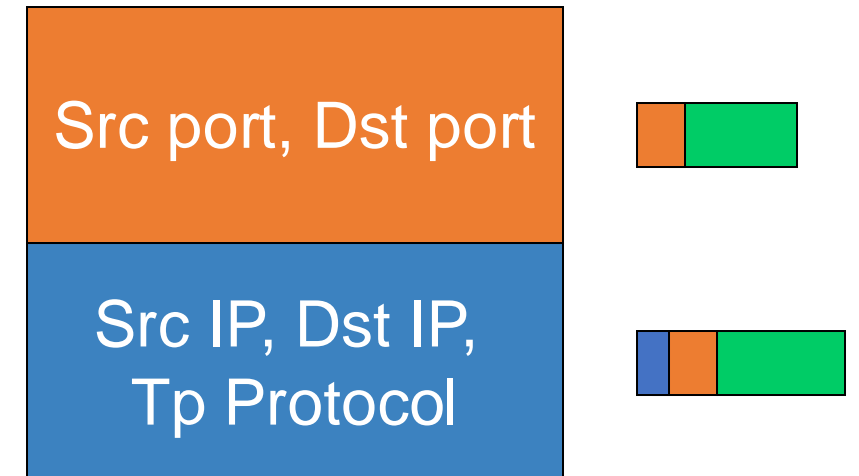 Src port, Dst port
Src IP, Dst IP,
Tp Protocol